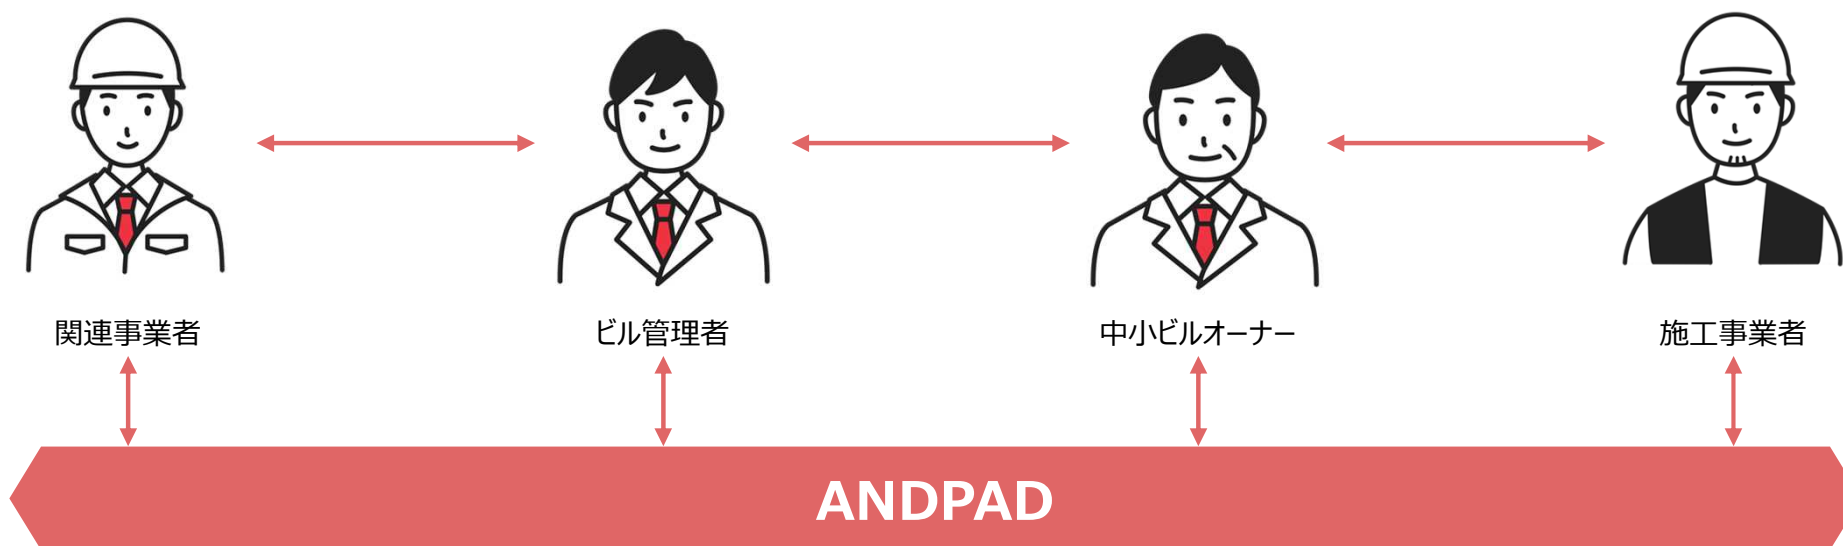 関連事業者
ビル管理者
中小ビルオーナー
施工事業者
ANDPAD